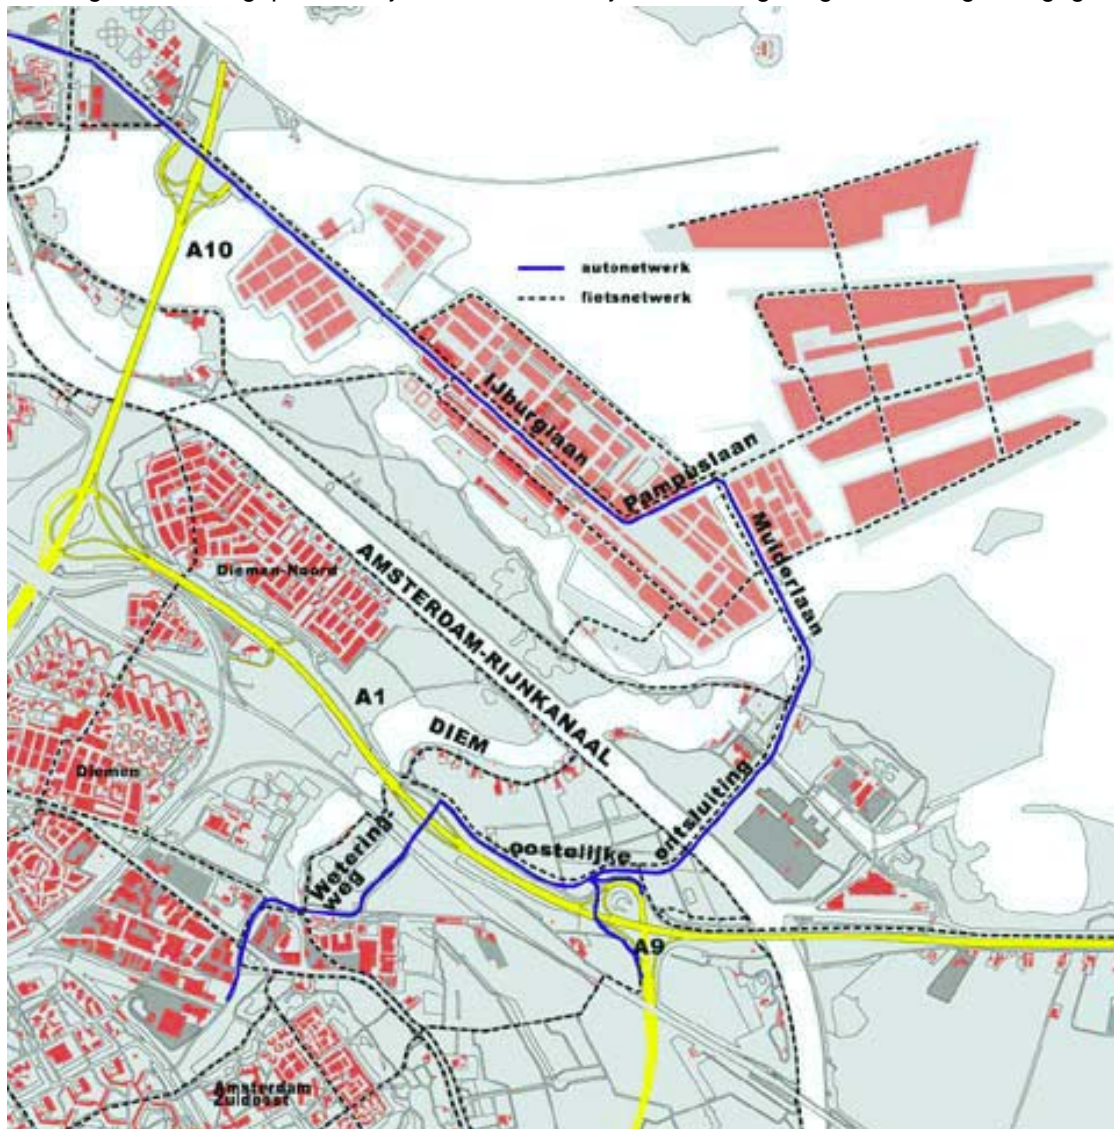 A10
autonetwerk
fietsnetwerk
IJburglaan
Pampuslaan
Muiderlaan
AMSTERDAM-RIJNKANAAL
Diemen-Noord
A1
DIEM
Diemen
oostelijke ontsluiting
Wetering
weg
A9
Amsterdam
Zuidoost